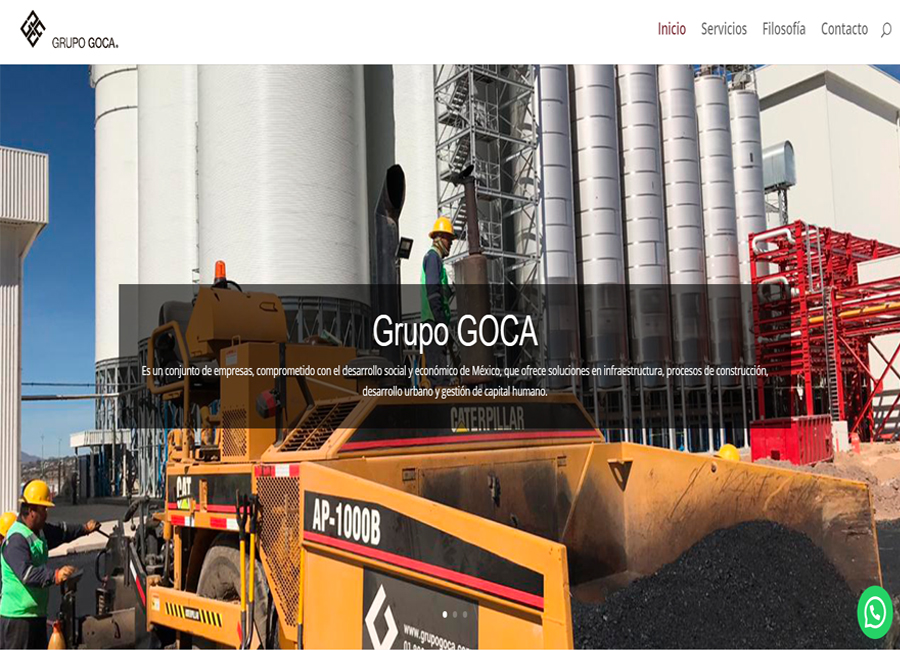 GRUPO GOCA
Inicio Servicios Filosofía Contacto
Grupo GOCA
Es un conjunto de empresas, comprometido con el desarrollo social y económico de México, que ofrece soluciones en infraestructura, procesos de construcción,
desarrollo urbano y gestión de capital humano.
CATERPILLAR
CAT
AP-1000B
CATERPILLAR
www.grupogoca.com